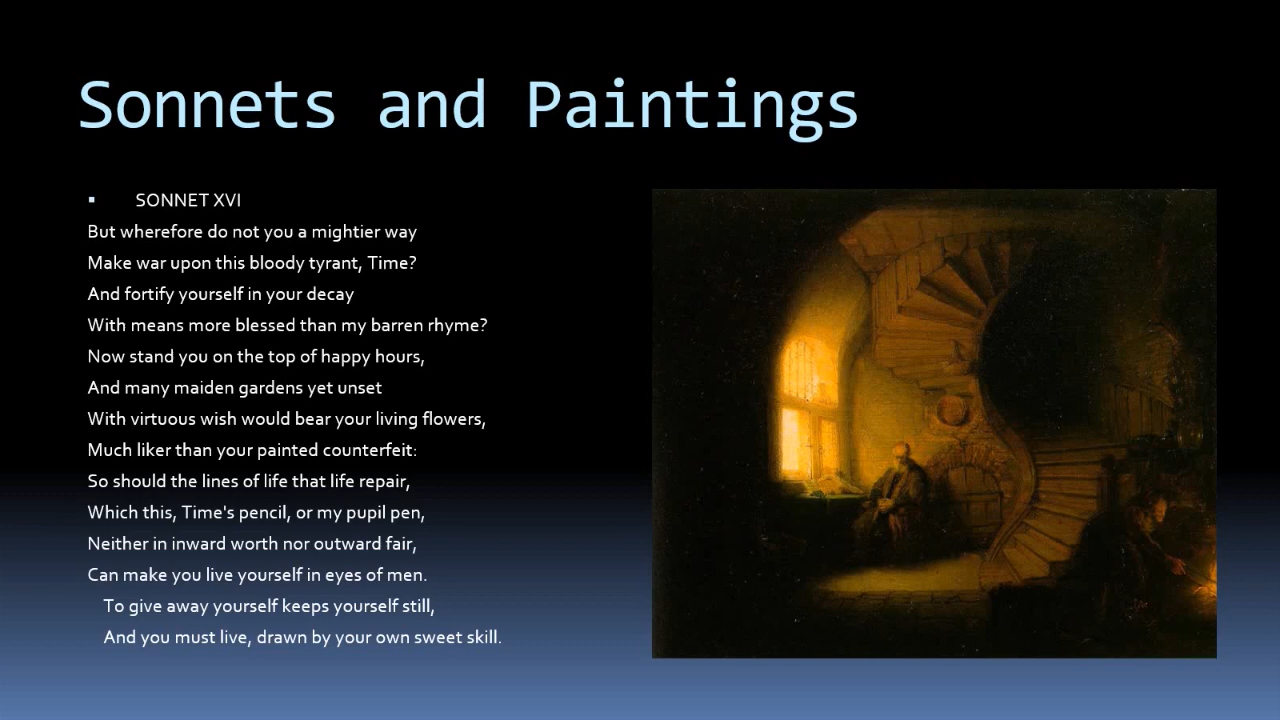 Sonnets and Paintings
▪ SONNET XVI
But wherefore do not you a mightier way
Make war upon this bloody tyrant, Time?
And fortify yourself in your decay
With means more blessed than my barren rhyme?
Now stand you on the top of happy hours,
And many maiden gardens yet unset
With virtuous wish would bear your living flowers,
Much liker than your painted counterfeit:
So should the lines of life that life repair,
Which this, Time's pencil, or my pupil pen,
Neither in inward worth nor outward fair,
Can make you live yourself in eyes of men.
To give away yourself keeps yourself still,
And you must live, drawn by your own sweet skill.